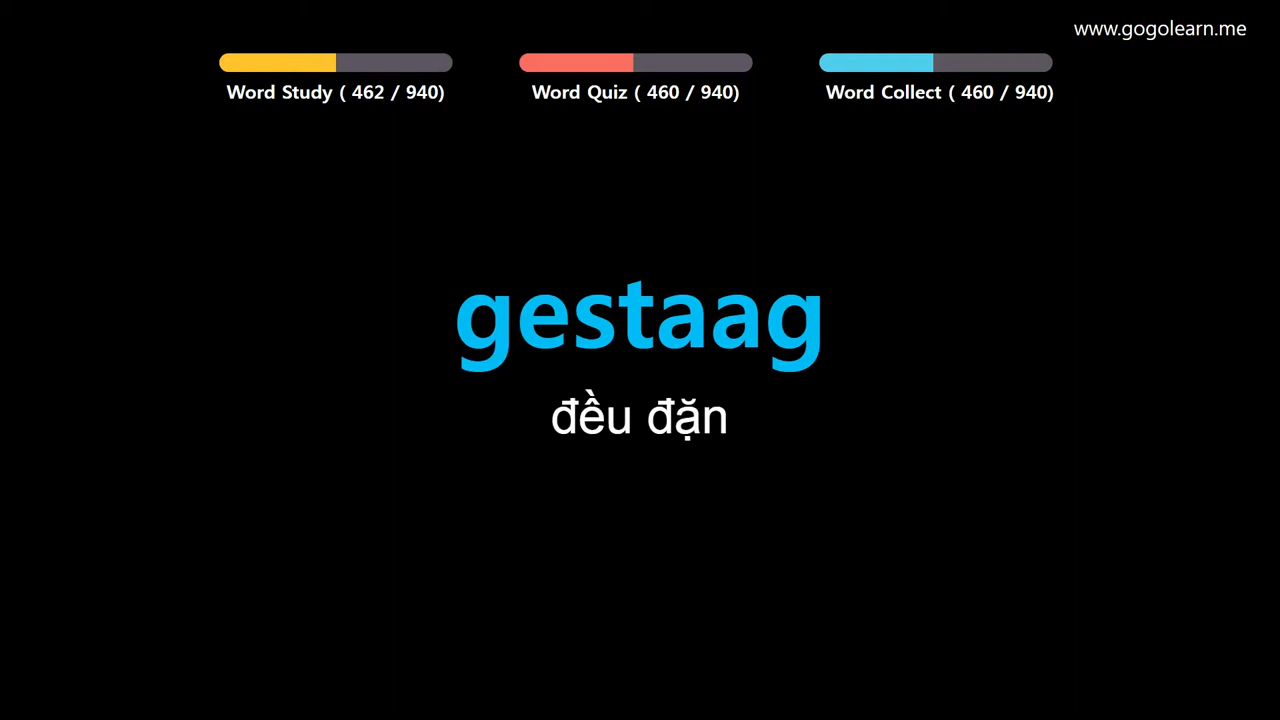 www.gogolearn.me
Word Study ( 462 / 940)
Word Quiz ( 460 / 940)
Word Collect ( 460 / 940)
gestaag
đều đặn